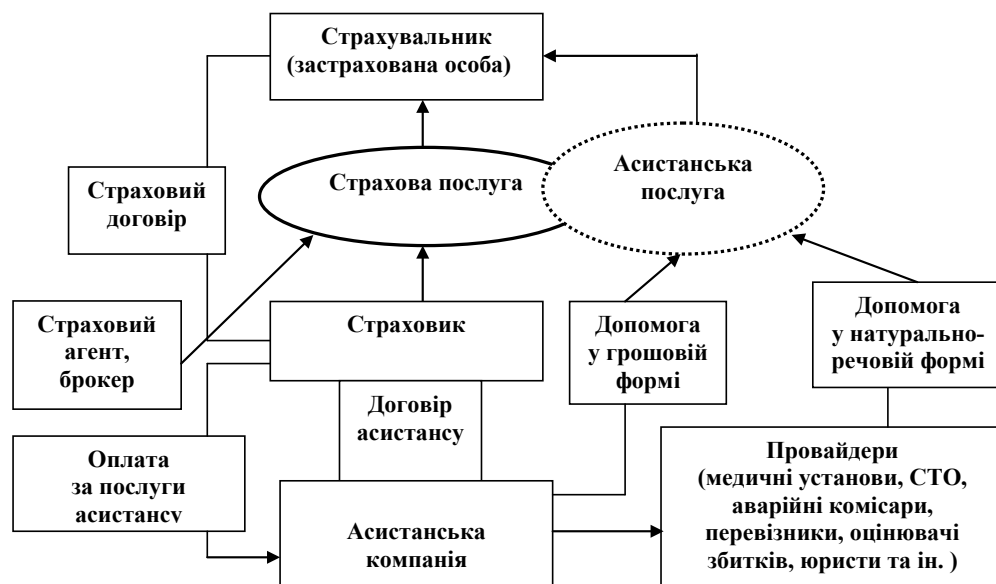 Страхувальник
(застрахована особа)
Страхова послуга
Асистанська
послуга
Страховий
договір
Страховий
агент,
брокер
Страховик
Допомога
у грошовій
формі
Допомога
у натурально-
речовій формі
Договір
асистансу
Оплата
за послуги
асистансу
Асистанська
компанія
Провайдери
(медичні установи, СТО,
аварійні комісари,
перевізники, оцінювачі
збитків, юристи та ін. )